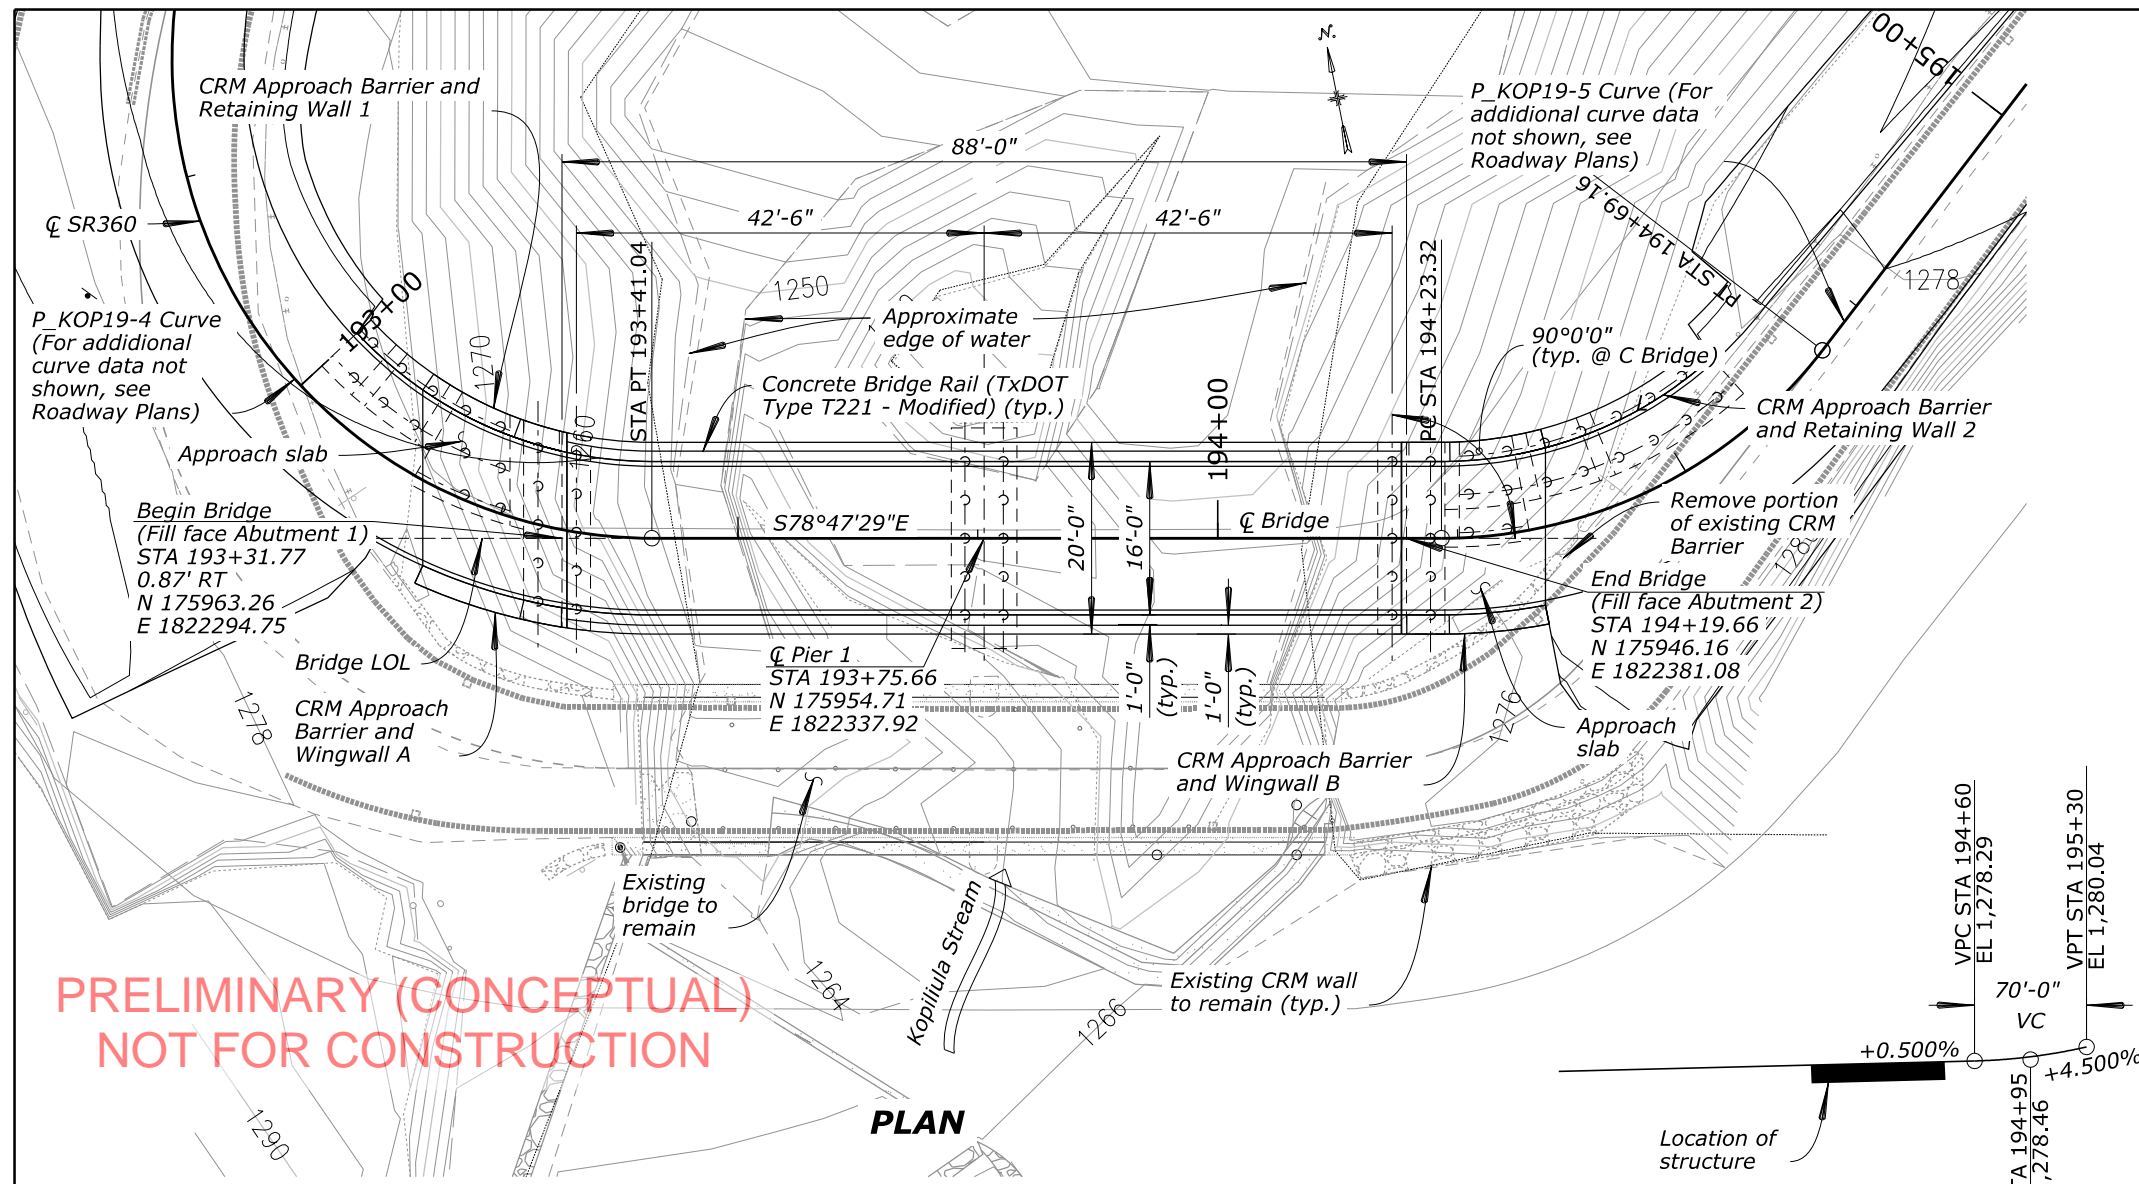 CRM Approach Barrier and
Retaining Wall 1
℄ SR360
193+00
P_KOP19-4 Curve
(For addidional
curve data not
shown, see
Roadway Plans)
Approach slab
Begin Bridge
(Fill face Abutment 1)
STA 193+31.77
0.87' RT
N 175963.26
E 1822294.75
Bridge LOL
CRM Approach
Barrier and
Wingwall A
88'-0"
42'-6"
42'-6"
N.
STA PT 193+41.04
1250
1270
1260
Approximate
edge of water
Concrete Bridge Rail (TxDOT
Type T221 - Modified) (typ.)
194+00
PC STA 194+23.32
S78°47'29"E
℄ Bridge
20'-0"
16'-0"
1'-0"
(typ.)
1'-0"
(typ.)
℄ Pier 1
STA 193+75.66
N 175954.71
E 1822337.92
P_KOP19-5 Curve (For
addidional curve data
not shown, see
Roadway Plans)
195+00
PT STA 194+69.16
1278
90°0'0"
(typ. @ C Bridge)
CRM Approach Barrier
and Retaining Wall 2
Remove portion
of existing CRM
Barrier
End Bridge
(Fill face Abutment 2)
STA 194+19.66
N 175946.16
E 1822381.08
Approach
slab
1276
CRM Approach Barrier
and Wingwall B
1278
Existing
bridge to
remain
Kopiliula Stream
Existing CRM wall
to remain (typ.)
1264
1266
1290
PRELIMINARY (CONCEPTUAL)
NOT FOR CONSTRUCTION
PLAN
VPC STA 194+60
EL 1,278.29
VPT STA 195+30
EL 1,280.04
70'-0"
VC
+0.500%
+4.500%
194+95
278.46
Location of
structure